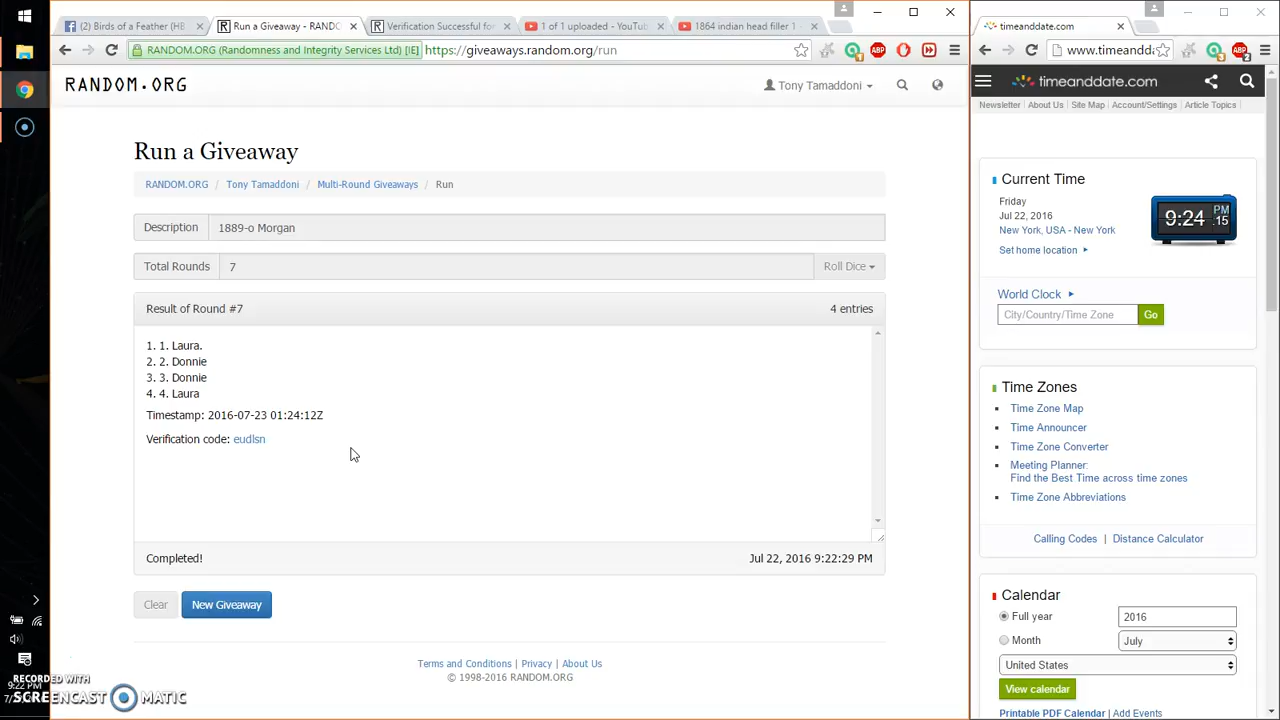 (2) Birds of a Feather (HB
Run a Giveaway - RANDO
Verification Successful for
1 of 1 uploaded - YouTu
1864 indian head filler 1
timeanddate.com
RANDOM.ORG (Randomness and Integrity Services Ltd) [IE]
https://giveaways.random.org/run
www.timeandda
RANDOM.ORG
Tony Tamaddoni
timeanddate.com
Newsletter
About Us
Site Map
Account/Settings
Article Topics
Run a Giveaway
RANDOM.ORG / Tony Tamaddoni / Multi-Round Giveaways / Run
Description 1889-o Morgan
Total Rounds 7 Roll Dice
Result of Round #7 4 entries
1. 1. Laura.
2. 2. Donnie
3. 3. Donnie
4. 4. Laura
Timestamp: 2016-07-23 01:24:12Z
Verification code: eudlsn
Completed! Jul 22, 2016 9:22:29 PM
Clear New Giveaway
Terms and Conditions | Privacy | About Us
© 1998-2016 RANDOM.ORG
Current Time
Friday
Jul 22, 2016
New York, USA - New York
Set home location
9:24 PM .15
World Clock
City/Country/Time Zone Go
Time Zones
Time Zone Map
Time Announcer
Time Zone Converter
Meeting Planner:
Find the Best Time across time zones
Time Zone Abbreviations
Calling Codes | Distance Calculator
Calendar
Full year 2016
Month July
United States
View calendar
Printable PDF Calendar | Add Events
RECORDED WITH
SCREENCAST MATIC
9:22 PM